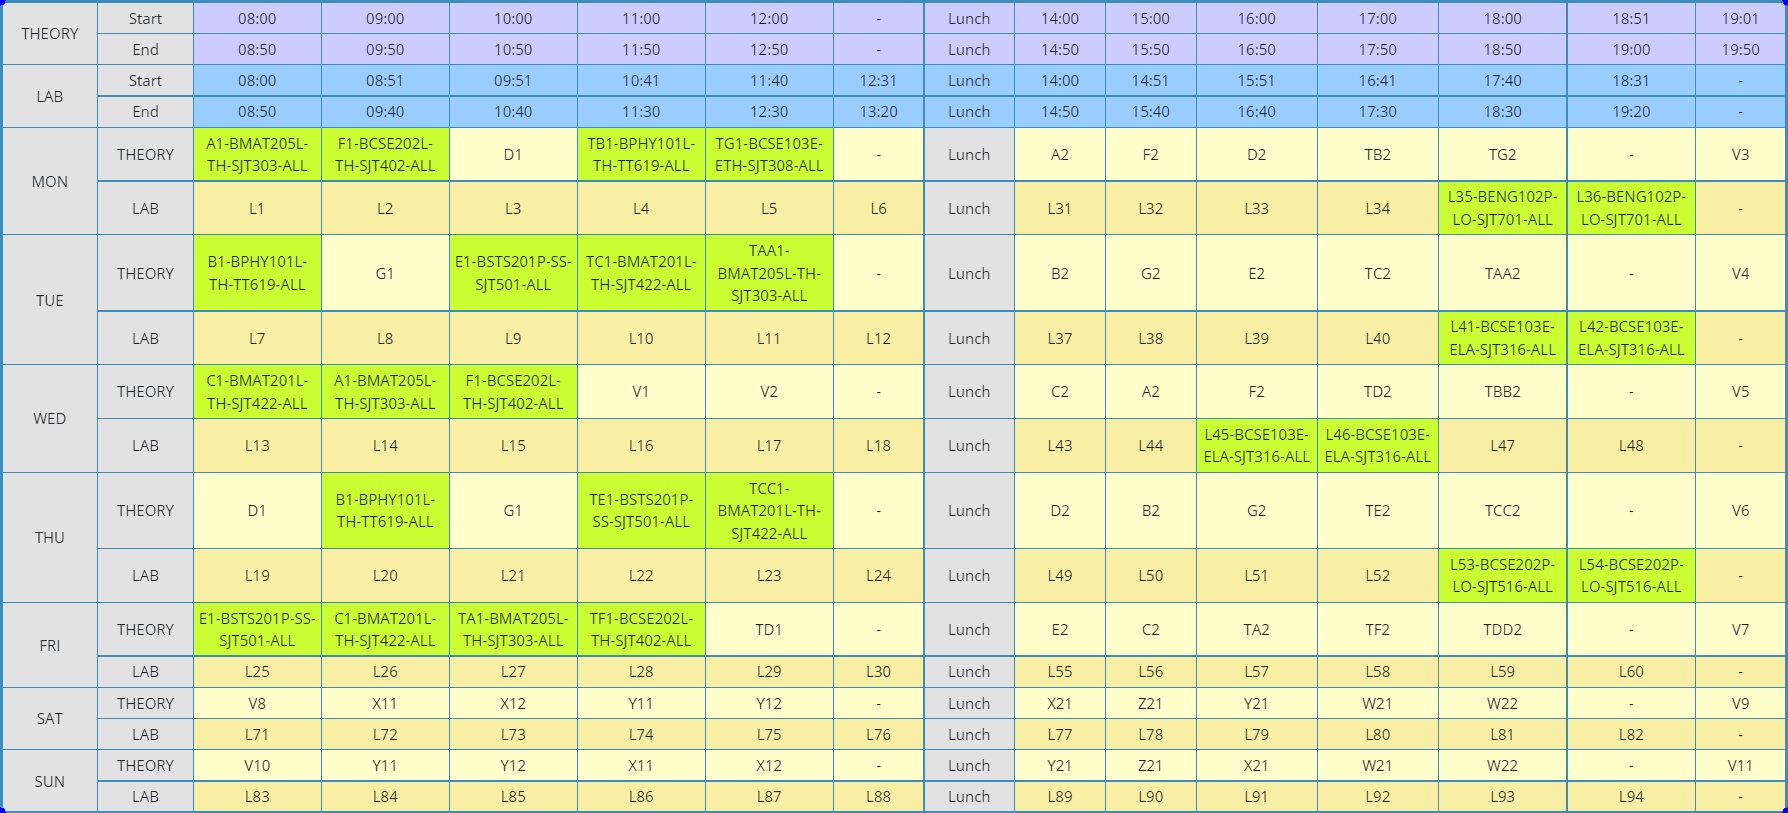 THEORY Start 08:00 09:00 10:00 11:00 12:00 - Lunch 14:00 15:00 16:00 17:00 18:00 18:51 19:01
End 08:50 09:50 10:50 11:50 12:50 - Lunch 14:50 15:50 16:50 17:50 18:50 19:00 19:50
LAB Start 08:00 08:51 09:51 10:41 11:40 12:31 Lunch 14:00 14:51 15:51 16:41 17:40 18:31 -
End 08:50 09:40 10:40 11:30 12:30 13:20 Lunch 14:50 15:40 16:40 17:30 18:30 19:20 -
MON THEORY A1-BMAT205L-TH-SJT303-ALL F1-BCSE202L-TH-SJT402-ALL D1 TB1-BPHY101L-TH-TT619-ALL TG1-BCSE103E-ETH-SJT308-ALL - Lunch A2 F2 D2 TB2 TG2 - V3
LAB L1 L2 L3 L4 L5 L6 Lunch L31 L32 L33 L34 L35-BENG102P-LO-SJT701-ALL L36-BENG102P-LO-SJT701-ALL -
TUE THEORY B1-BPHY101L-TH-TT619-ALL G1 E1-BSTS201P-SS-SJT501-ALL TC1-BMAT201L-TH-SJT422-ALL TAA1-BMAT205L-TH-SJT303-ALL - Lunch B2 G2 E2 TC2 TAA2 - V4
LAB L7 L8 L9 L10 L11 L12 Lunch L37 L38 L39 L40 L41-BCSE103E-ELA-SJT316-ALL L42-BCSE103E-ELA-SJT316-ALL -
WED THEORY C1-BMAT201L-TH-SJT422-ALL A1-BMAT205L-TH-SJT303-ALL F1-BCSE202L-TH-SJT402-ALL V1 V2 - Lunch C2 A2 F2 TD2 TBB2 - V5
LAB L13 L14 L15 L16 L17 L18 Lunch L43 L44 L45-BCSE103E-ELA-SJT316-ALL L46-BCSE103E-ELA-SJT316-ALL L47 L48 -
THU THEORY D1 B1-BPHY101L-TH-TT619-ALL G1 TE1-BSTS201P-SS-SJT501-ALL TCC1-BMAT201L-TH-SJT422-ALL - Lunch D2 B2 G2 TE2 TCC2 - V6
LAB L19 L20 L21 L22 L23 L24 Lunch L49 L50 L51 L52 L53-BCSE202P-LO-SJT516-ALL L54-BCSE202P-LO-SJT516-ALL -
FRI THEORY E1-BSTS201P-SS-SJT501-ALL C1-BMAT201L-TH-SJT422-ALL TA1-BMAT205L-TH-SJT303-ALL TF1-BCSE202L-TH-SJT402-ALL TD1 - Lunch E2 C2 TA2 TF2 TDD2 - V7
LAB L25 L26 L27 L28 L29 L30 Lunch L55 L56 L57 L58 L59 L60 -
SAT THEORY V8 X11 X12 Y11 Y12 - Lunch X21 Z21 Y21 W21 W22 - V9
LAB L71 L72 L73 L74 L75 L76 Lunch L77 L78 L79 L80 L81 L82 -
SUN THEORY V10 Y11 Y12 X11 X12 - Lunch Y21 Z21 X21 W21 W22 - V11
LAB L83 L84 L85 L86 L87 L88 Lunch L89 L90 L91 L92 L93 L94 -